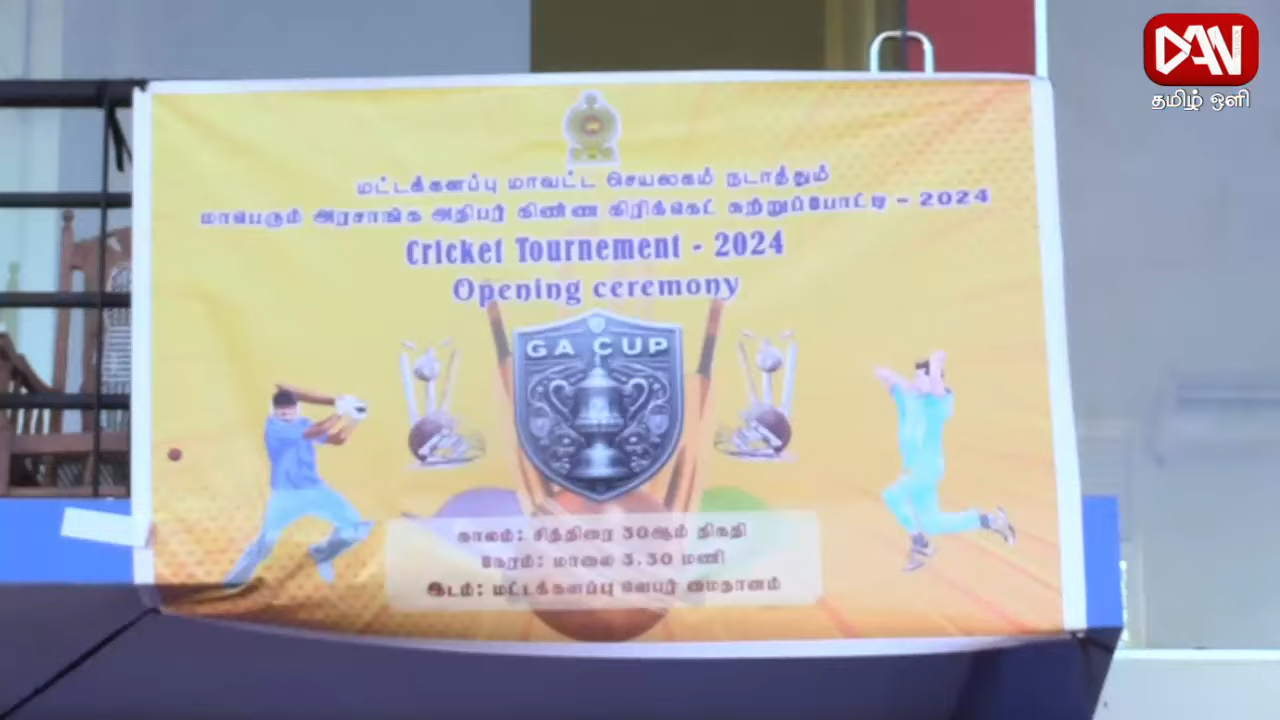 DAN
தமிழ் ஒளி
மட்டக்களப்பு மாவட்ட செயலகம் நடாத்தும்
மாபெரும் அரசாங்க அதிபர் கிண்ண கிரிக்கெட் சுற்றுப்போட்டி - 2024
Cricket Tournement - 2024
Opening ceremony
GA CUP
காலம்: சித்திரை 30ஆம் திகதி
நேரம்: மாலை 3.30 மணி
இடம்: மட்டக்களப்பு வெபர் மைதானம்